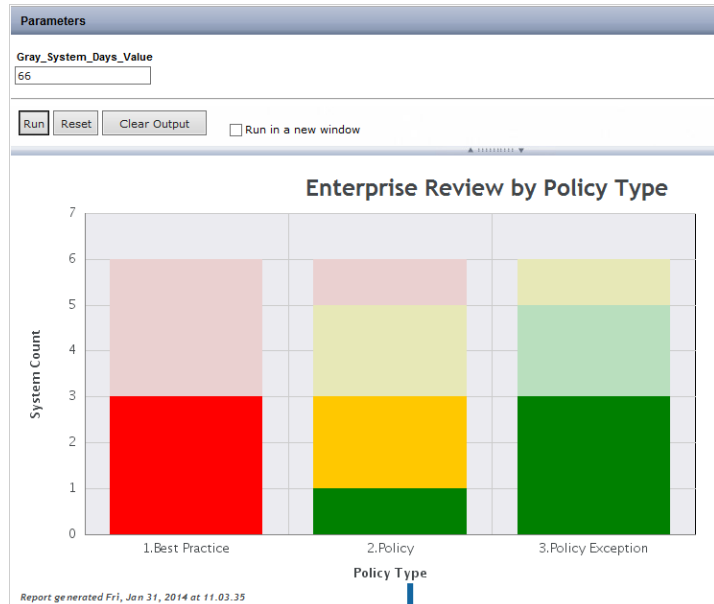 Parameters
Gray_System_Days_Value
66
Run Reset Clear Output Run in a new window
Enterprise Review by Policy Type
7
6
5
4
3
2
1
0
System Count
1.Best Practice 2.Policy 3.Policy Exception
Policy Type
Report generated Fri, Jan 31, 2014 at 11.03.35